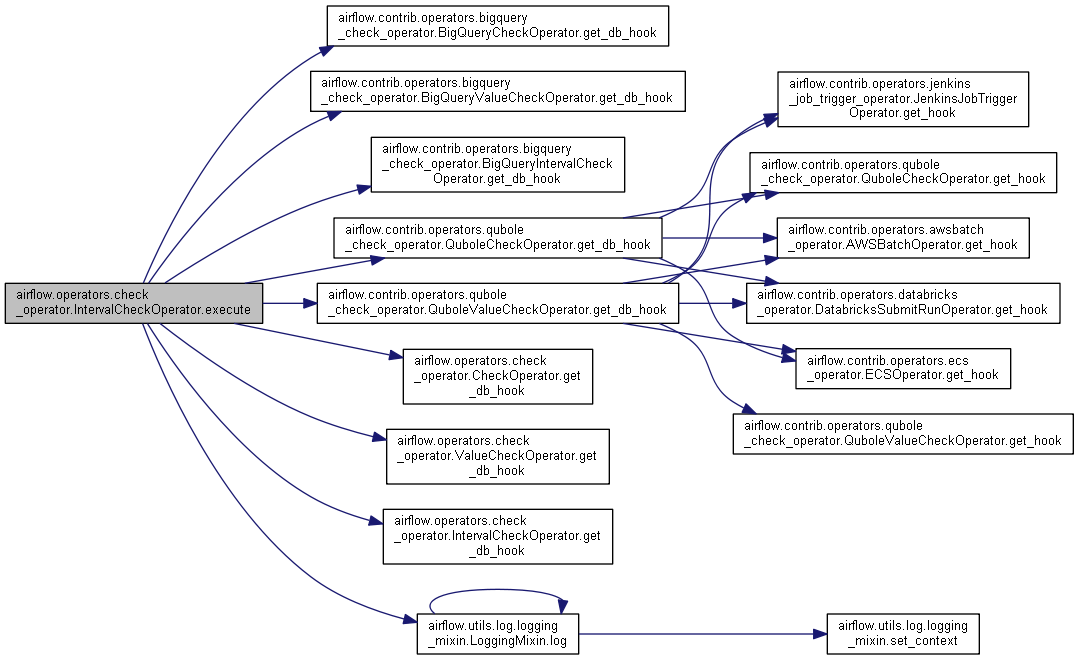 airflow.contrib.operators.bigquery
_check_operator.BigQueryCheckOperator.get_db_hook
airflow.contrib.operators.bigquery
_check_operator.BigQueryValueCheckOperator.get_db_hook
airflow.contrib.operators.bigquery
_check_operator.BigQueryIntervalCheck
Operator.get_db_hook
airflow.contrib.operators.qubole
_check_operator.QuboleCheckOperator.get_db_hook
airflow.operators.check
_operator.IntervalCheckOperator.execute
airflow.contrib.operators.qubole
_check_operator.QuboleValueCheckOperator.get_db_hook
airflow.operators.check
_operator.CheckOperator.get
_db_hook
airflow.operators.check
_operator.ValueCheckOperator.get
_db_hook
airflow.operators.check
_operator.IntervalCheckOperator.get
_db_hook
airflow.utils.log.logging
_mixin.LoggingMixin.log
airflow.contrib.operators.jenkins
_job_trigger_operator.JenkinsJobTrigger
Operator.get_hook
airflow.contrib.operators.qubole
_check_operator.QuboleCheckOperator.get_hook
airflow.contrib.operators.awsbatch
_operator.AWSBatchOperator.get_hook
airflow.contrib.operators.databricks
_operator.DatabricksSubmitRunOperator.get_hook
airflow.contrib.operators.ecs
_operator.ECSOperator.get_hook
airflow.contrib.operators.qubole
_check_operator.QuboleValueCheckOperator.get_hook
airflow.utils.log.logging
_mixin.set_context